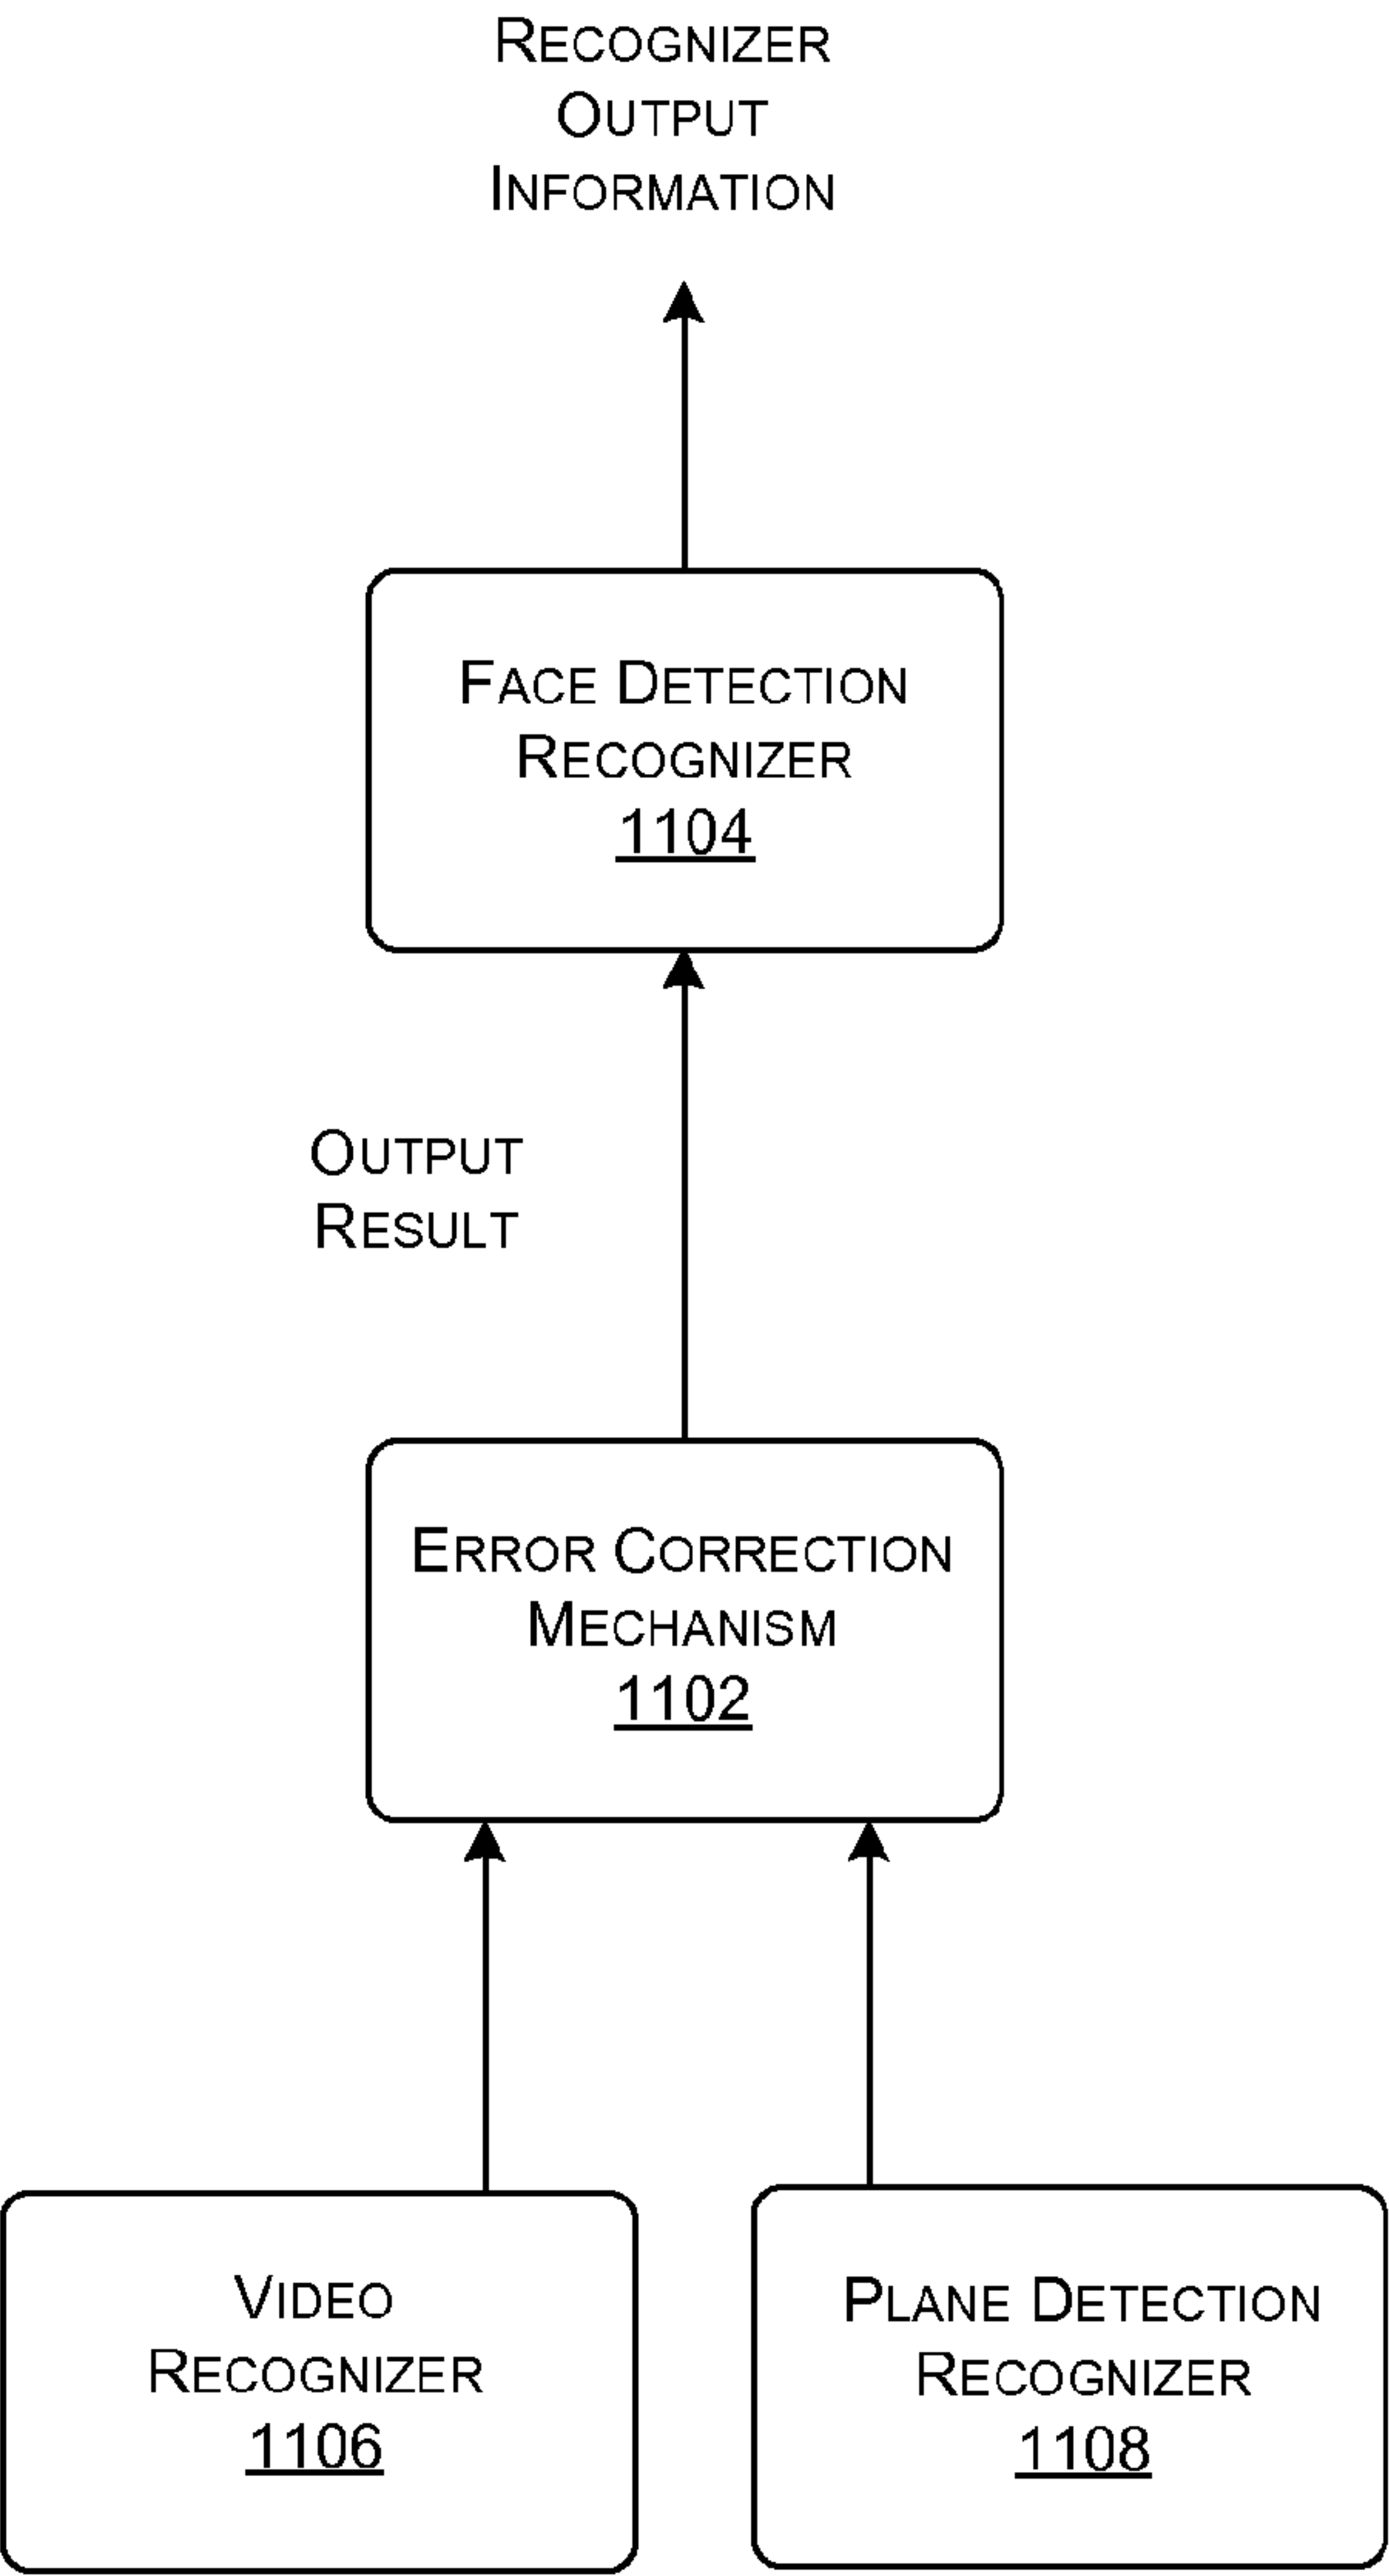 RECOGNIZER
OUTPUT
INFORMATION
FACE DETECTION
RECOGNIZER
1104
OUTPUT
RESULT
ERROR CORRECTION
MECHANISM
1102
VIDEO
RECOGNIZER
1106
PLANE DETECTION
RECOGNIZER
1108